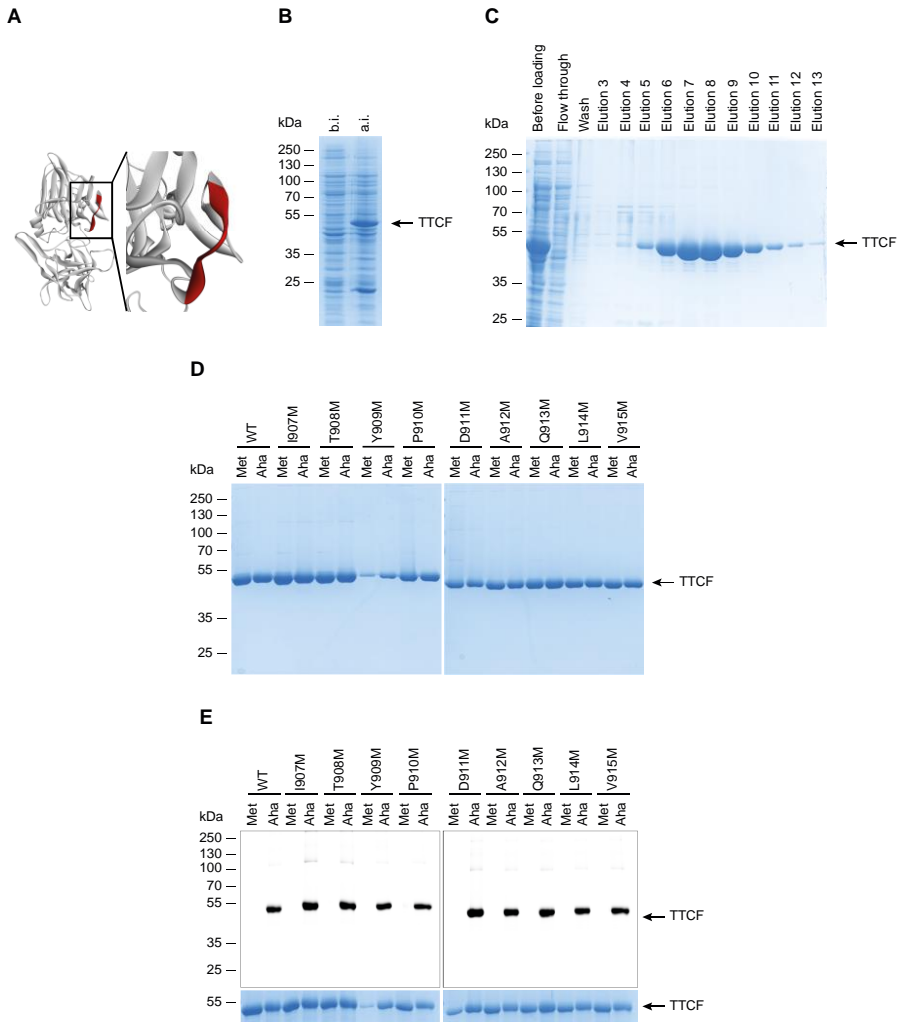 A
B
kDa
b.i.
a.i.
250
130
100
70
55
35
25
TTCF
C
kDa
Before loading
Flow through
Wash
Elution 3
Elution 4
Elution 5
Elution 6
Elution 7
Elution 8
Elution 9
Elution 10
Elution 11
Elution 12
Elution 13
250
130
100
70
55
35
25
TTCF
D
WT
I907M
T908M
Y909M
P910M
D911M
A912M
Q913M
L914M
V915M
kDa
Met Aha Met Aha Met Aha Met Aha Met Aha Met Aha Met Aha Met Aha Met Aha Met Aha
250
130
100
70
55
35
25
TTCF
E
WT
I907M
T908M
Y909M
P910M
D911M
A912M
Q913M
L914M
V915M
kDa
Met Aha Met Aha Met Aha Met Aha Met Aha Met Aha Met Aha Met Aha Met Aha Met Aha
250
130
100
70
55
35
25
TTCF
55
TTCF